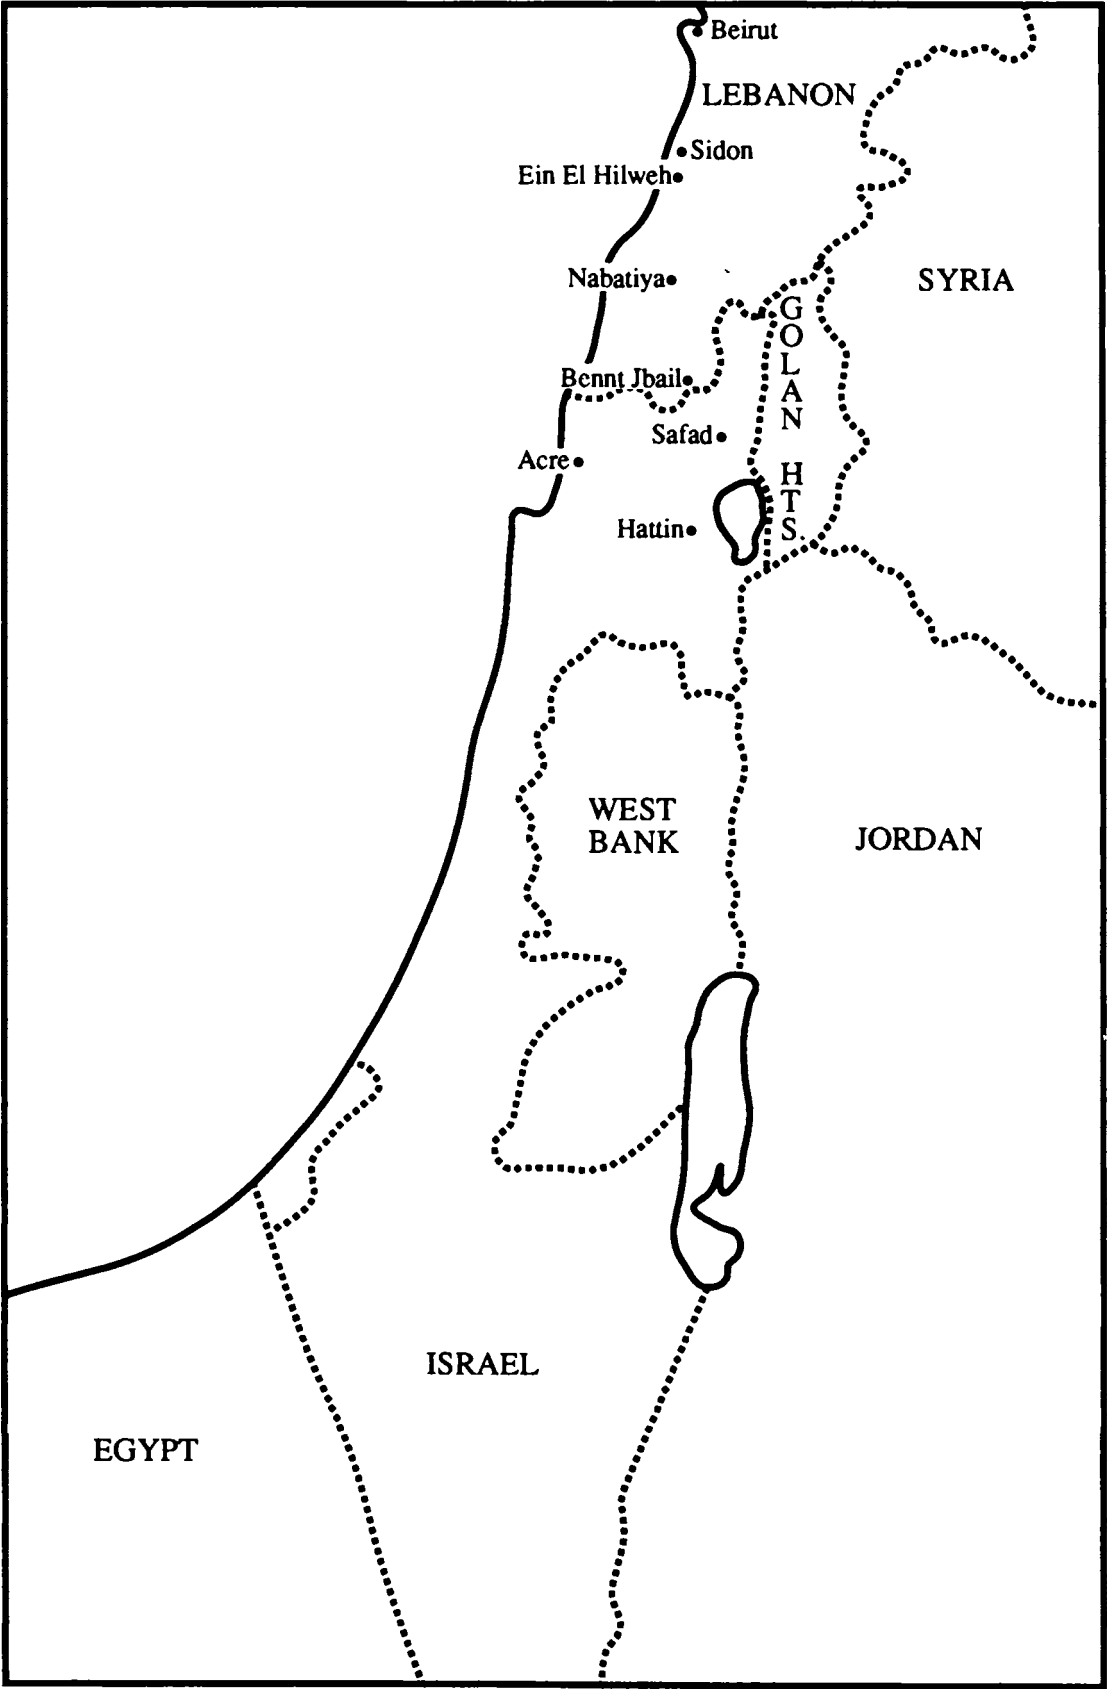 Beirut
LEBANON
Sidon
Ein El Hilweh
Nabatiya
SYRIA
GOLAN HTS.
Bennt Jbail
Safad
Acre
Hattin
WEST
BANK
JORDAN
ISRAEL
EGYPT